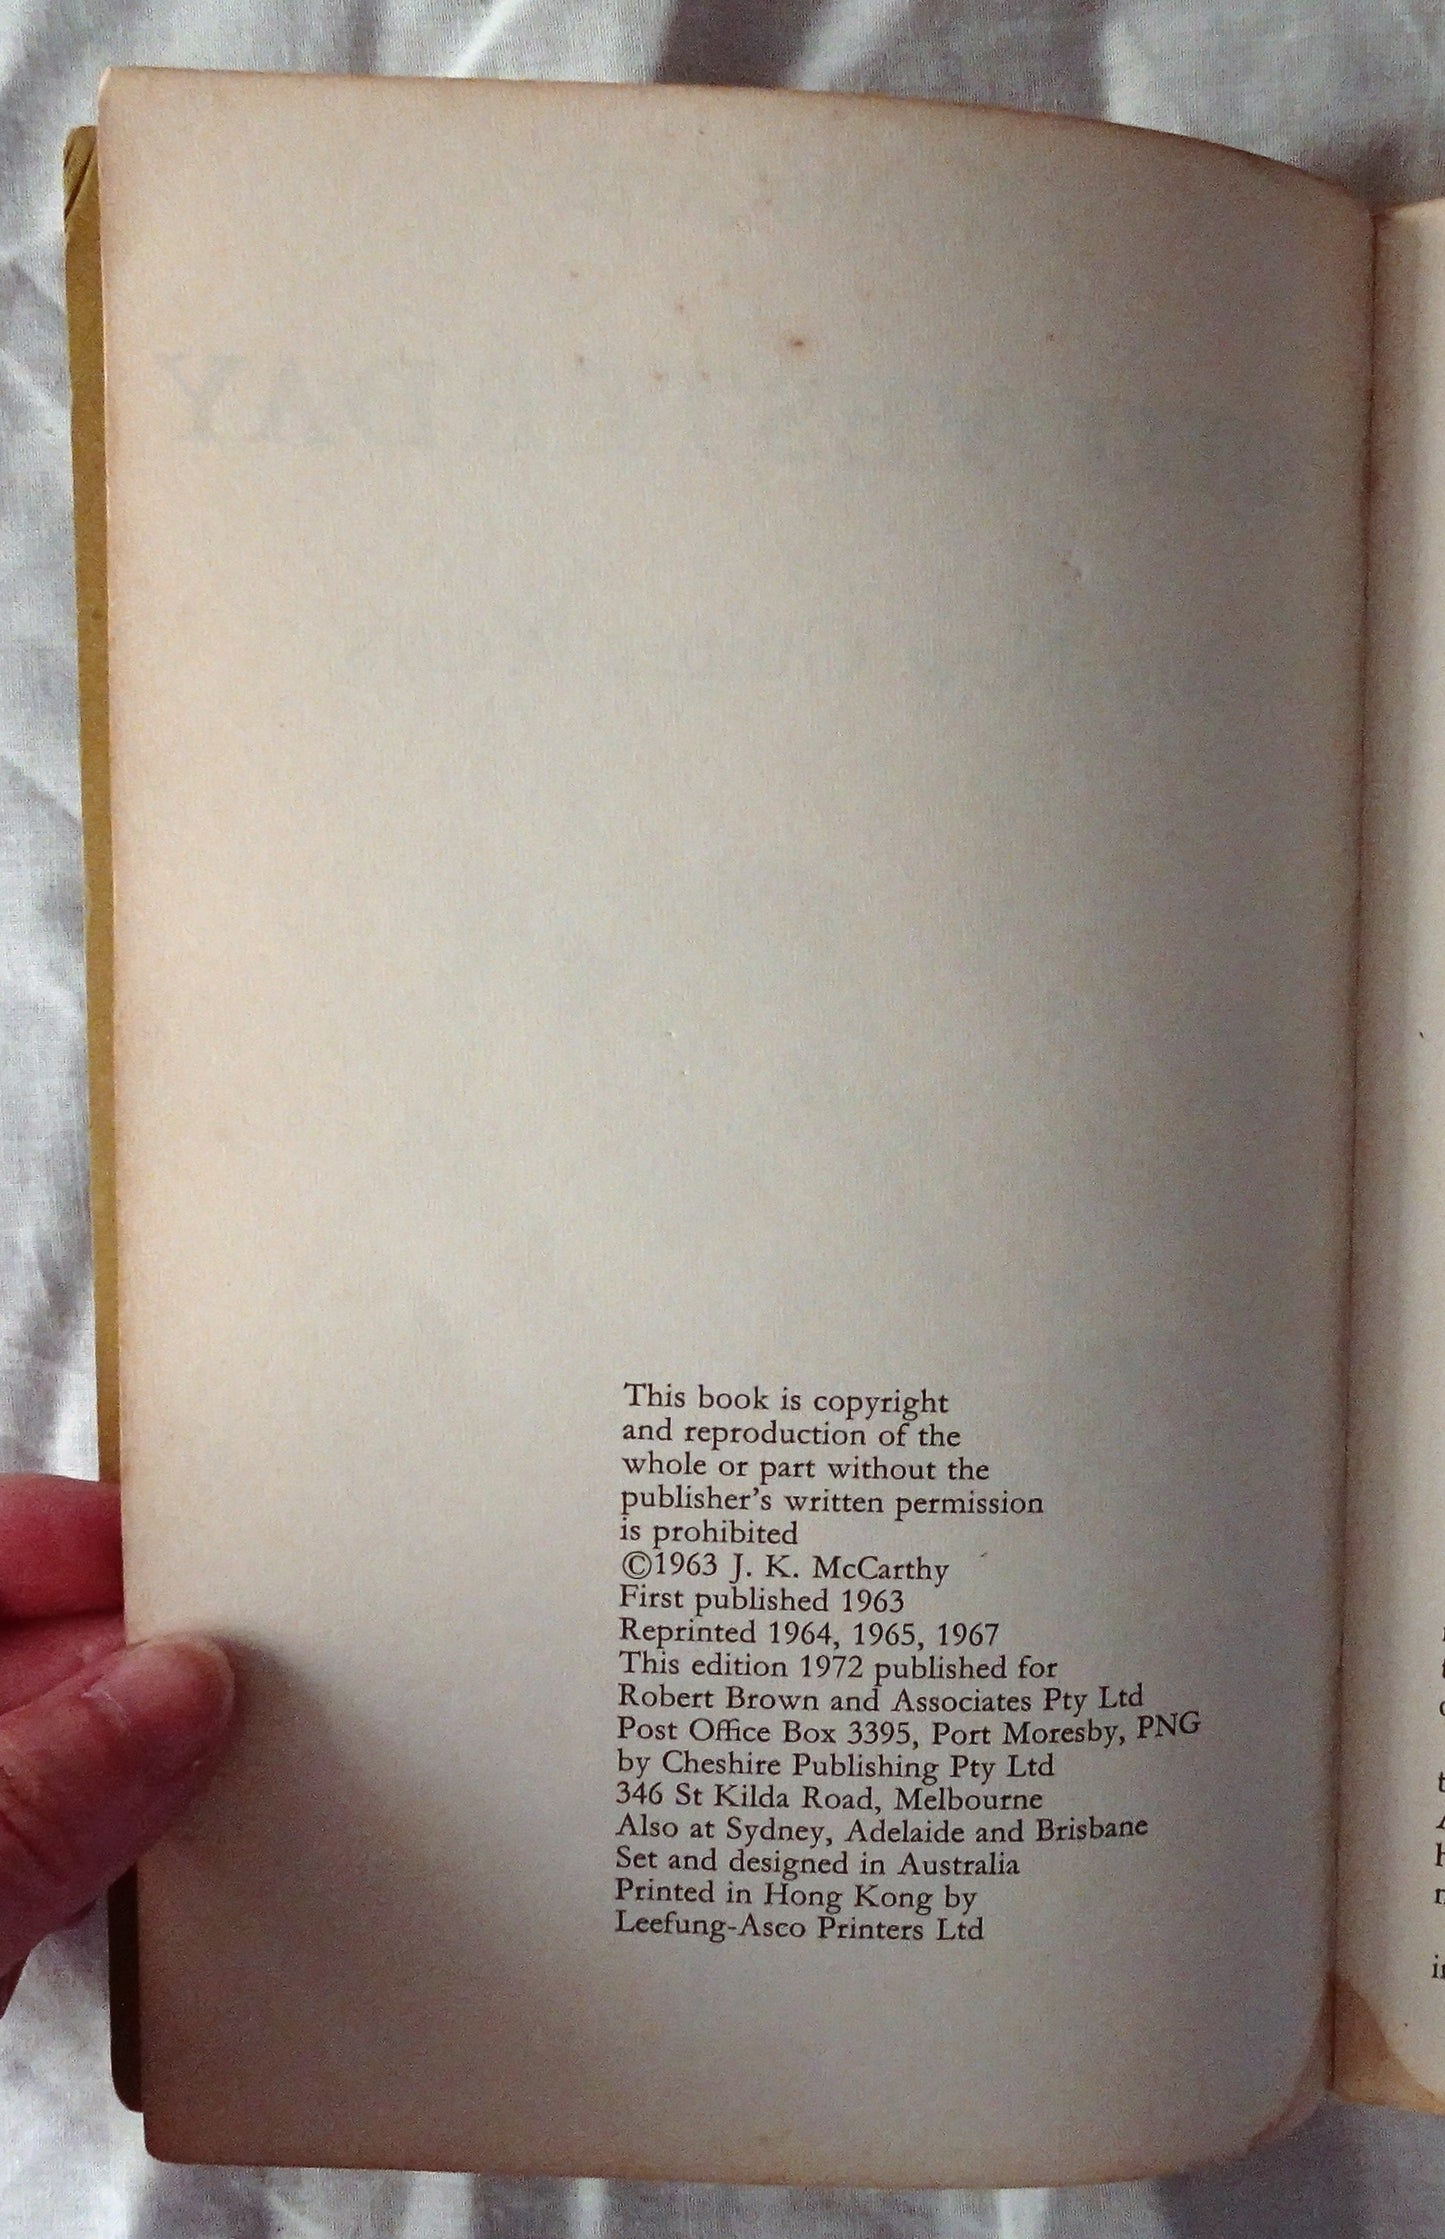 This book is copyright
and reproduction of the
whole or part without the
publisher's written permission
is prohibited
©1963 J. K. McCarthy
First published 1963
Reprinted 1964, 1965, 1967
This edition 1972 published for
Robert Brown and Associates Pty Ltd
Post Office Box 3395, Port Moresby, PNG
by Cheshire Publishing Pty Ltd
346 St Kilda Road, Melbourne
Also at Sydney, Adelaide and Brisbane
Set and designed in Australia
Printed in Hong Kong by
Leefung-Asco Printers Ltd